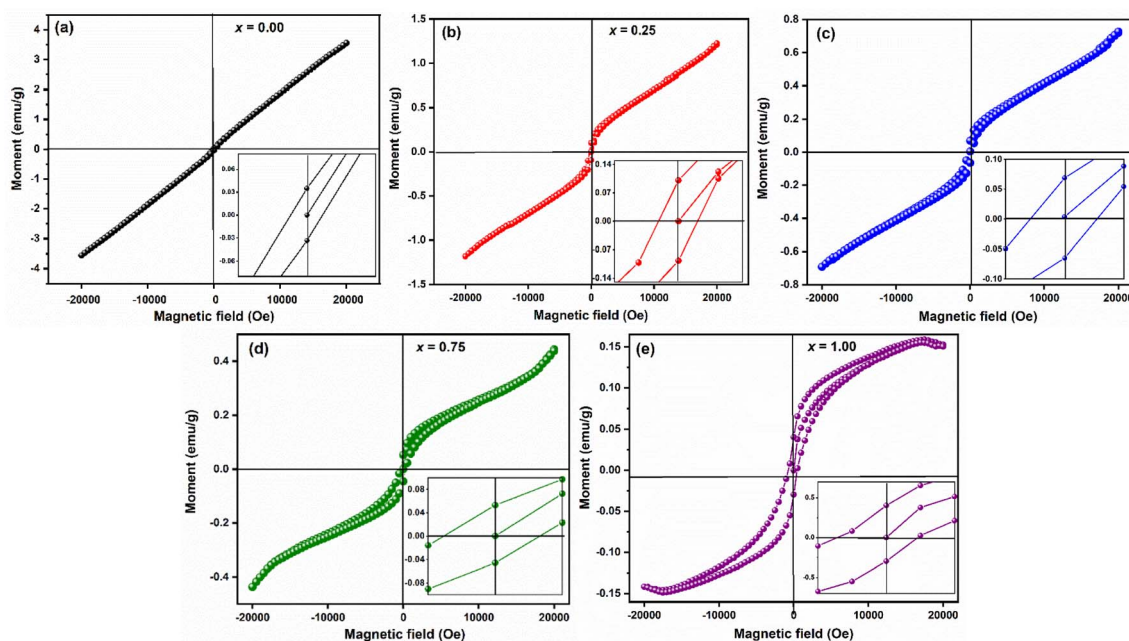 (a)
x = 0.00
Moment (emu/g)
4
3
2
1
0
-1
-2
-3
-4
0.06
0.03
0.00
-0.03
-0.06
-20000 -10000 0 10000 20000
Magnetic field (Oe)
(b)
x = 0.25
Moment (emu/g)
1.5
1.0
0.5
0.0
-0.5
-1.0
-1.5
0.14
0.07
0.00
-0.07
-0.14
-20000 -10000 0 10000 20000
Magnetic field (Oe)
(c)
Moment (emu/g)
0.8
0.6
0.4
0.2
0.0
-0.2
-0.4
-0.6
-0.8
0.10
0.05
0.00
-0.05
-0.10
-20000 -10000 0 10000 20000
Magnetic field (Oe)
(d)
x = 0.75
Moment (emu/g)
0.4
0.2
0.0
-0.2
-0.4
0.08
0.04
0.00
-0.04
-0.08
-20000 -10000 0 10000 20000
Magnetic field (Oe)
(e)
x = 1.00
Moment (emu/g)
0.15
0.10
0.05
0.00
-0.05
-0.10
-0.15
0.5
0.0
-0.5
-20000 -10000 0 10000 20000
Magnetic field (Oe)